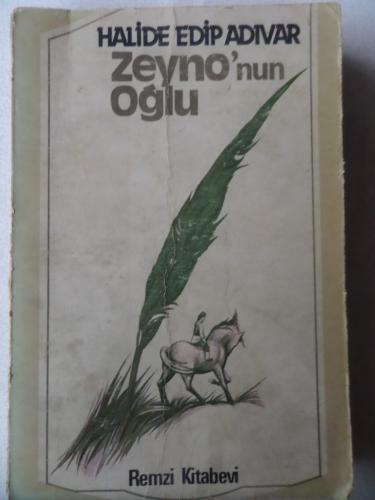 HALİDE EDİP ADIVAR
Zeyno'nun
Oğlu
Remzi Kitabevi